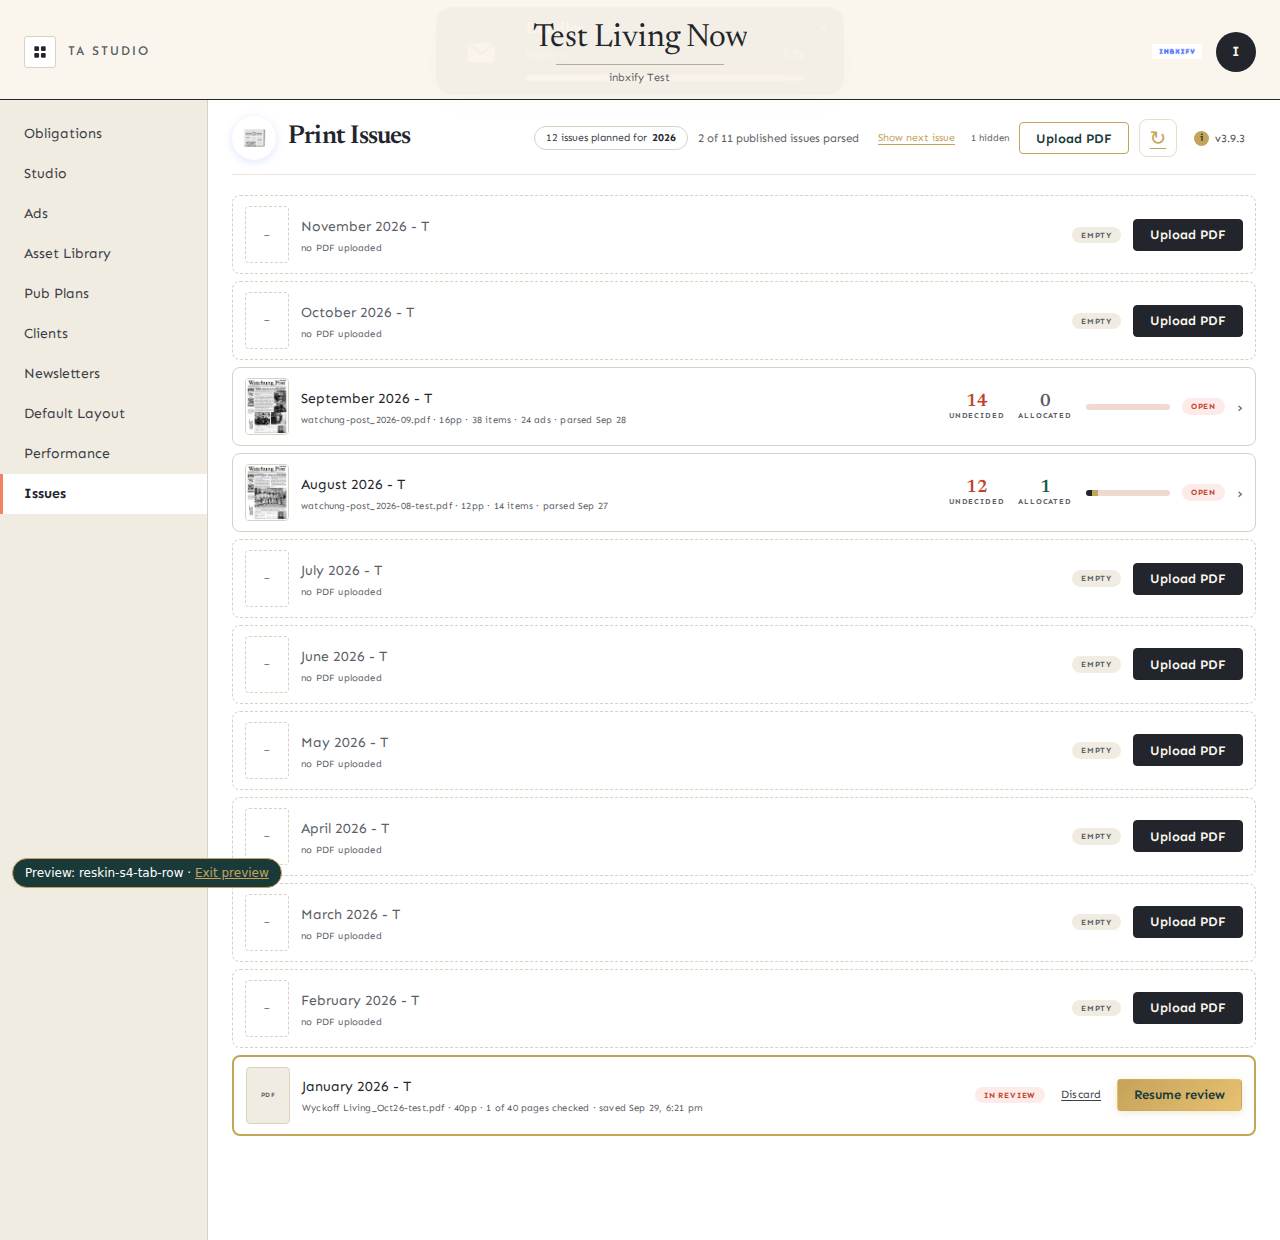 TA STUDIO
Test Living Now
inbxify Test
INBXIFY
I
Obligations
Studio
Ads
Asset Library
Pub Plans
Clients
Newsletters
Default Layout
Performance
Issues
Print Issues
12 issues planned for 2026
2 of 11 published issues parsed
Show next issue
1 hidden
Upload PDF
↻
i
v3.9.3
–
November 2026 - T
no PDF uploaded
EMPTY
Upload PDF
–
October 2026 - T
no PDF uploaded
EMPTY
Upload PDF
Watchung Post
September 2026 - T
watchung-post_2026-09.pdf · 16pp · 38 items · 24 ads · parsed Sep 28
14
UNDECIDED
0
ALLOCATED
OPEN
›
Watchung Post
August 2026 - T
watchung-post_2026-08-test.pdf · 12pp · 14 items · parsed Sep 27
12
UNDECIDED
1
ALLOCATED
OPEN
›
–
July 2026 - T
no PDF uploaded
EMPTY
Upload PDF
–
June 2026 - T
no PDF uploaded
EMPTY
Upload PDF
–
May 2026 - T
no PDF uploaded
EMPTY
Upload PDF
–
April 2026 - T
no PDF uploaded
EMPTY
Upload PDF
Preview: reskin-s4-tab-row · Exit preview
–
March 2026 - T
no PDF uploaded
EMPTY
Upload PDF
–
February 2026 - T
no PDF uploaded
EMPTY
Upload PDF
PDF
January 2026 - T
Wyckoff Living_Oct26-test.pdf · 40pp · 1 of 40 pages checked · saved Sep 29, 6:21 pm
IN REVIEW
Discard
Resume review